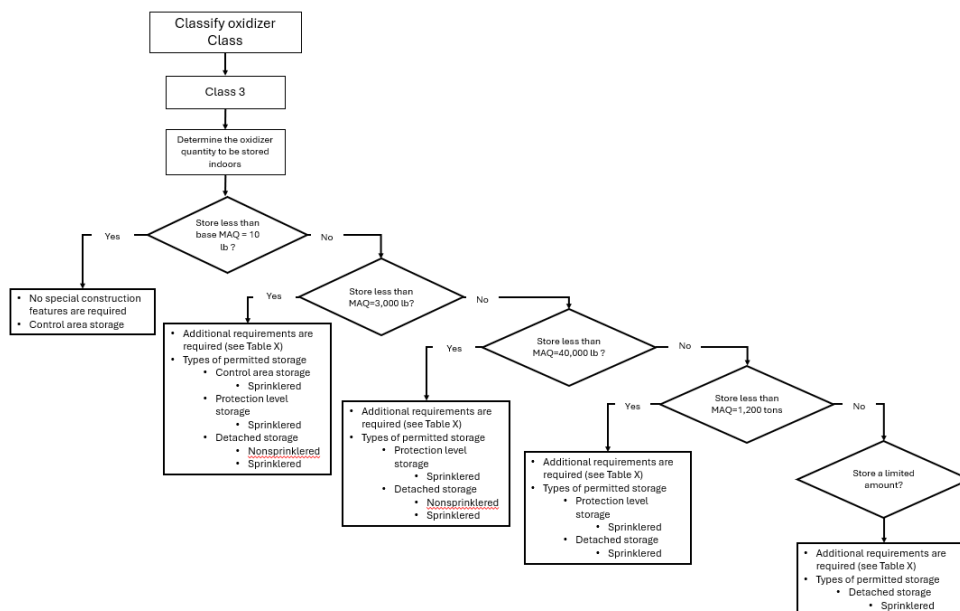 Classify oxidizer
Class
Class 3
Determine the oxidizer
quantity to be stored
indoors
Store less than
base MAQ = 10
lb ?
Yes
No
• No special construction
features are required
• Control area storage
Store less than
MAQ=3,000 lb?
Yes
No
• Additional requirements are
required (see Table X)
• Types of permitted storage
• Control area storage
• Sprinklered
• Protection level
storage
• Sprinklered
• Detached storage
• Nonsprinklered
• Sprinklered
Store less than
MAQ=40,000 lb ?
Yes
No
• Additional requirements are
required (see Table X)
• Types of permitted storage
• Protection level
storage
• Sprinklered
• Detached storage
• Nonsprinklered
• Sprinklered
Store less than
MAQ=1,200 tons
Yes
No
• Additional requirements are
required (see Table X)
• Types of permitted storage
• Protection level
storage
• Sprinklered
• Detached storage
• Sprinklered
Store a limited
amount?
• Additional requirements are
required (see Table X)
• Types of permitted storage
• Detached storage
• Sprinklered